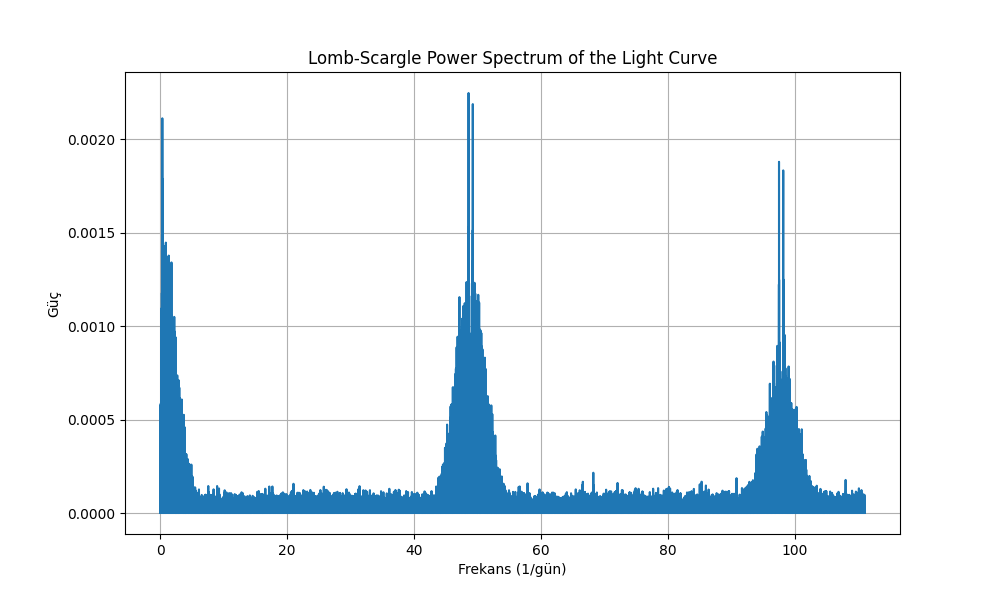 Lomb-Scargle Power Spectrum of the Light Curve
Güç
0.0020
0.0015
0.0010
0.0005
0.0000
0 20 40 60 80 100
Frekans (1/gün)